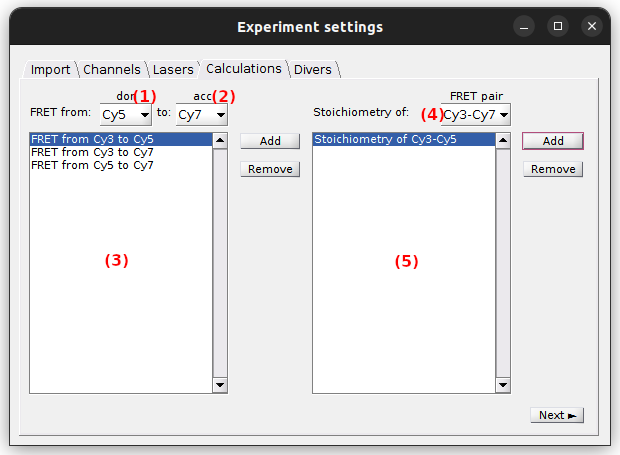 Experiment settings
Import Channels Lasers Calculations Divers
don (1) acc (2) FRET pair
FRET from: Cy5 to: Cy7 Stoichiometry of: (4) Cy3-Cy7
FRET from Cy3 to Cy5 Add Stoichiometry of Cy3-Cy5 Add
FRET from Cy3 to Cy7
FRET from Cy5 to Cy7 Remove Remove
(3) (5)
Next ►